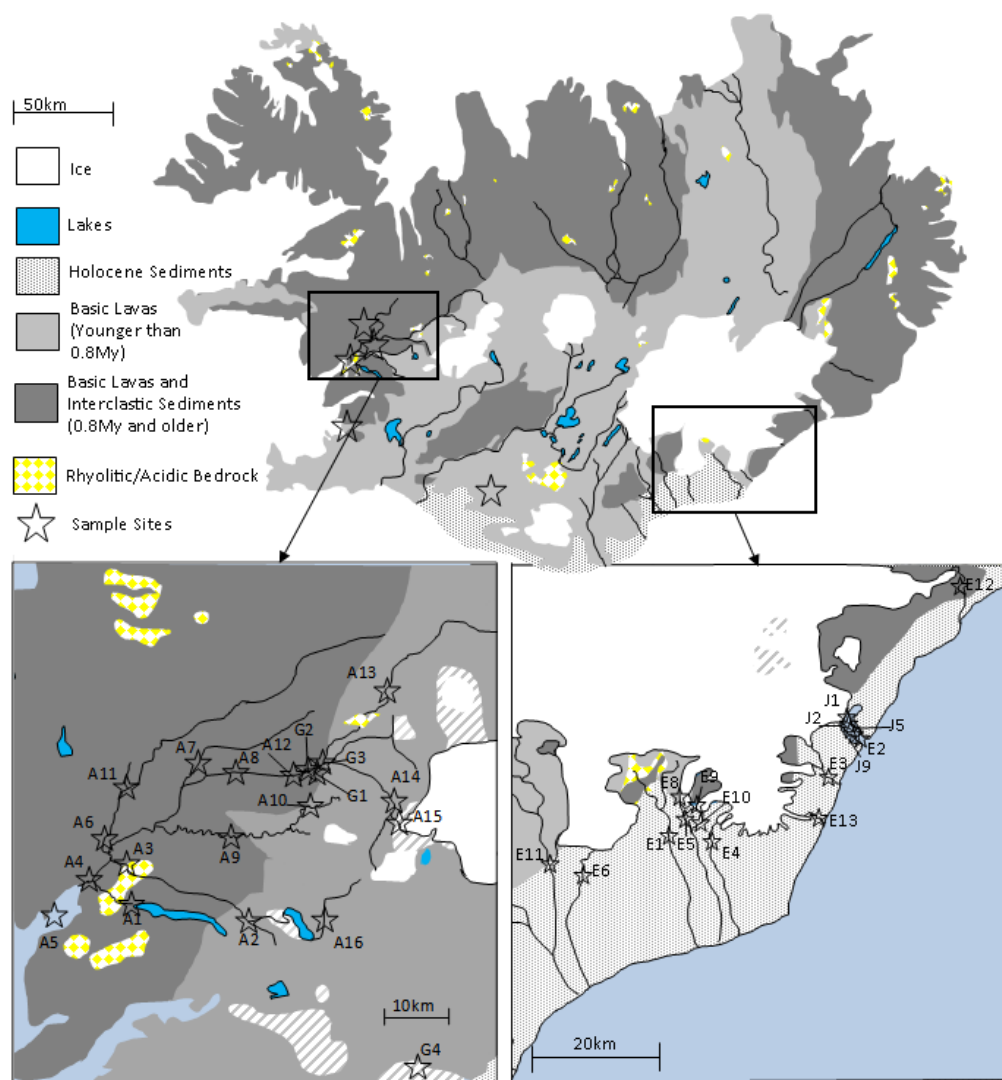 50km
Ice
Lakes
Holocene Sediments
Basic Lavas
(Younger than
0.8My)
Basic Lavas and
Interclastic Sediments
(0.8My and older)
Rhyolitic/Acidic Bedrock
Sample Sites
A13
G2
A12
G3
A7
A8
A11
A14
G1
A10
A15
A6
A9
A3
A4
A1
A5
A2
A16
10km
G4
E12
J1
J2
J5
E2
J9
E3
E9
E8
E10
E13
E1
E5
E4
E11
E6
20km